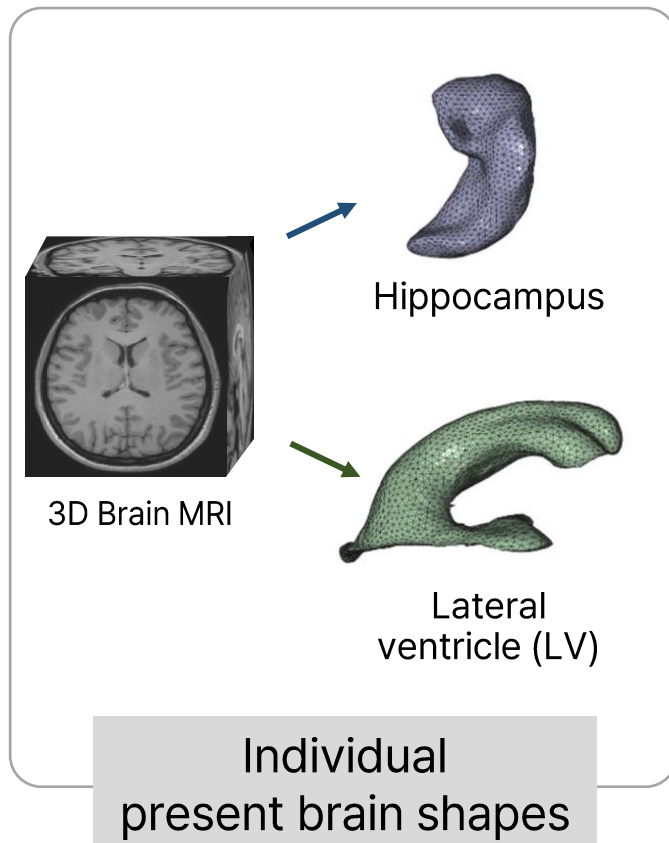 Hippocampus
3D Brain MRI
Lateral
ventricle (LV)
Individual
present brain shapes